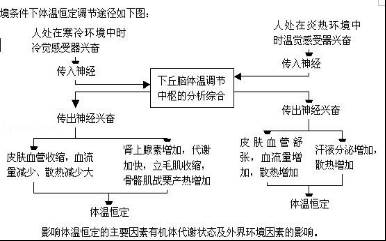 境条件下体温恒定调节途径如下图：
人处在寒冷环境中时
冷觉感受器兴奋
传入神经
人处在炎热环境中
时温觉感受器兴奋
传入神经
下丘脑体温调节
中枢的分析综合
传出神经兴奋
传出神经兴奋
皮肤血管收缩，血流
量减少、散热减少大
肾上腺素增加，代谢
加快，立毛肌收缩，
骨骼肌战栗产热增加
皮肤血管舒
张，血流量增
加，散热增加
汗液分泌增加，
散热增加
体温恒定
体温恒定
影响体温恒定的主要因素有机体代谢状态及外界环境因素的影响。